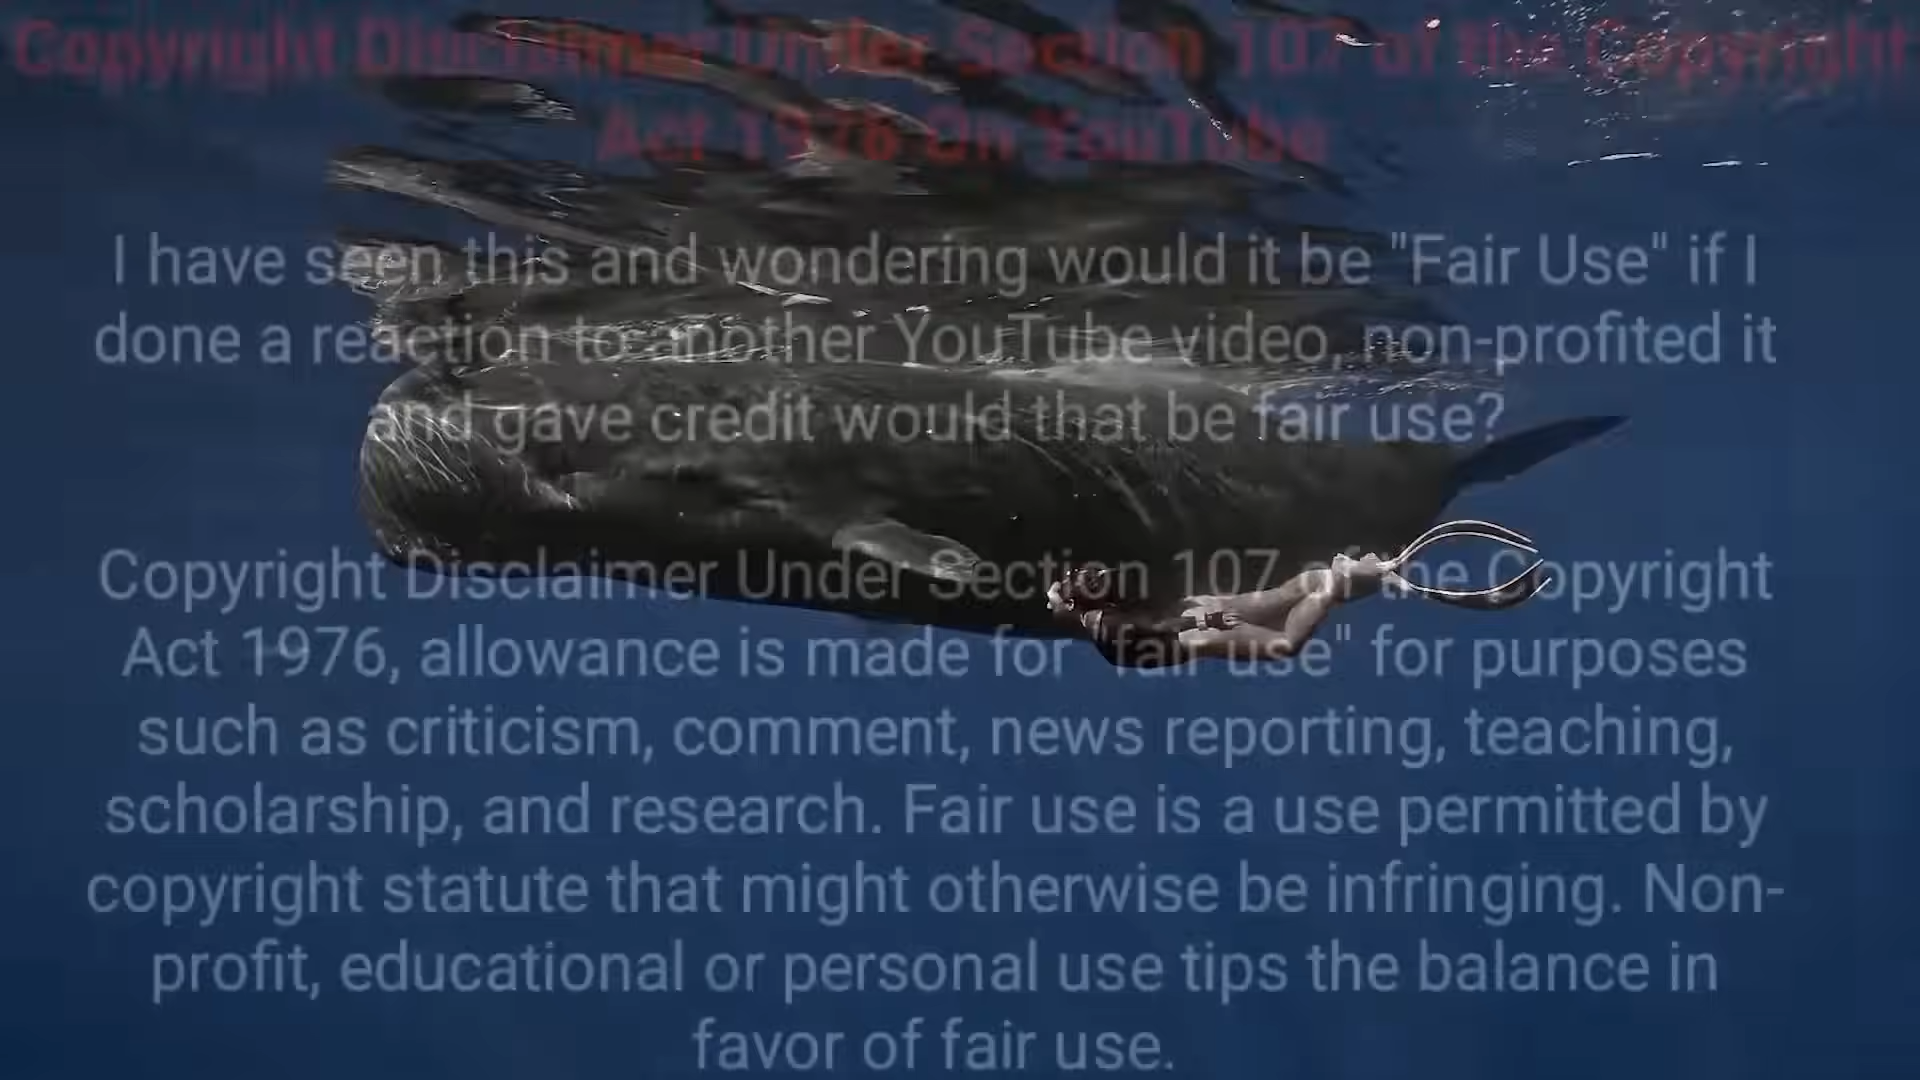 Copyright Disclaimer Under Section 107 of the Copyright
Act 1976 On YouTube
I have seen this and wondering would it be "Fair Use" if I
done a reaction to another YouTube video, non-profited it
and gave credit would that be fair use?
Copyright Disclaimer Under Section 107 of the Copyright
Act 1976, allowance is made for "fair use" for purposes
such as criticism, comment, news reporting, teaching,
scholarship, and research. Fair use is a use permitted by
copyright statute that might otherwise be infringing. Non-
profit, educational or personal use tips the balance in
favor of fair use.